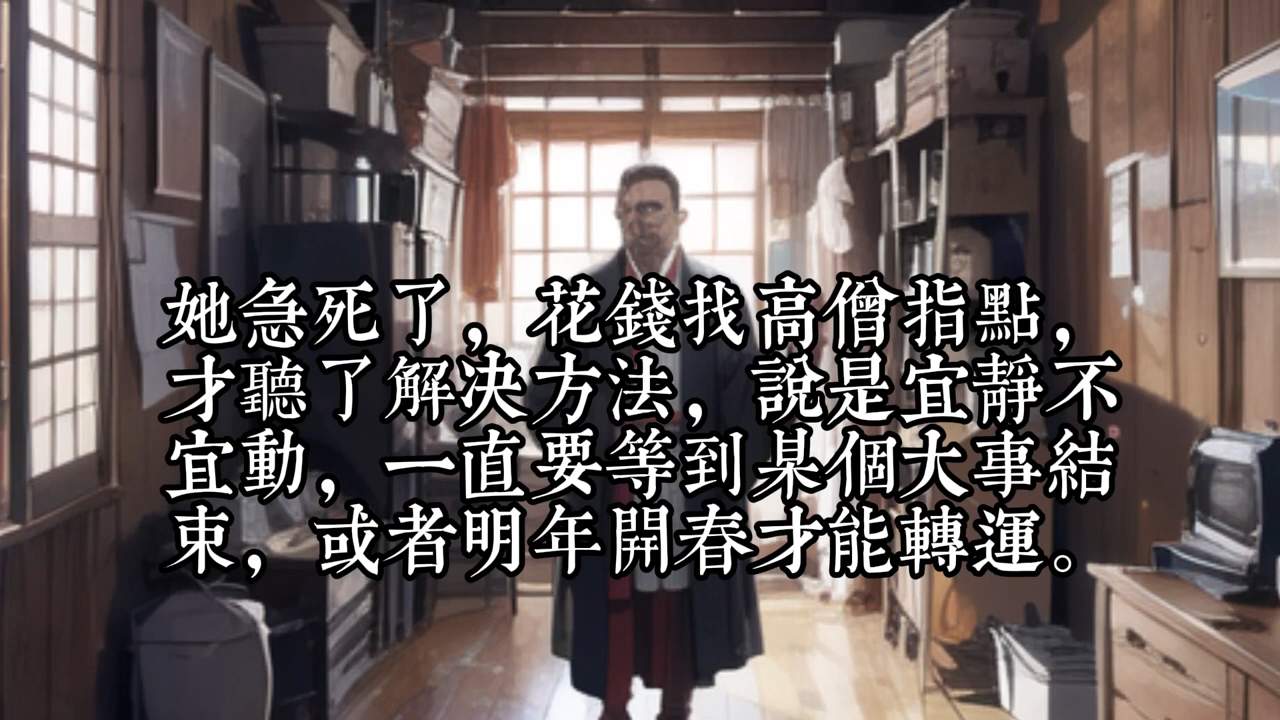 她急死了，花錢找高僧指點，
才聽了解決方法，說是宜靜不
宜動，一直要等到某個大事結
束，或者明年開春才能轉運。